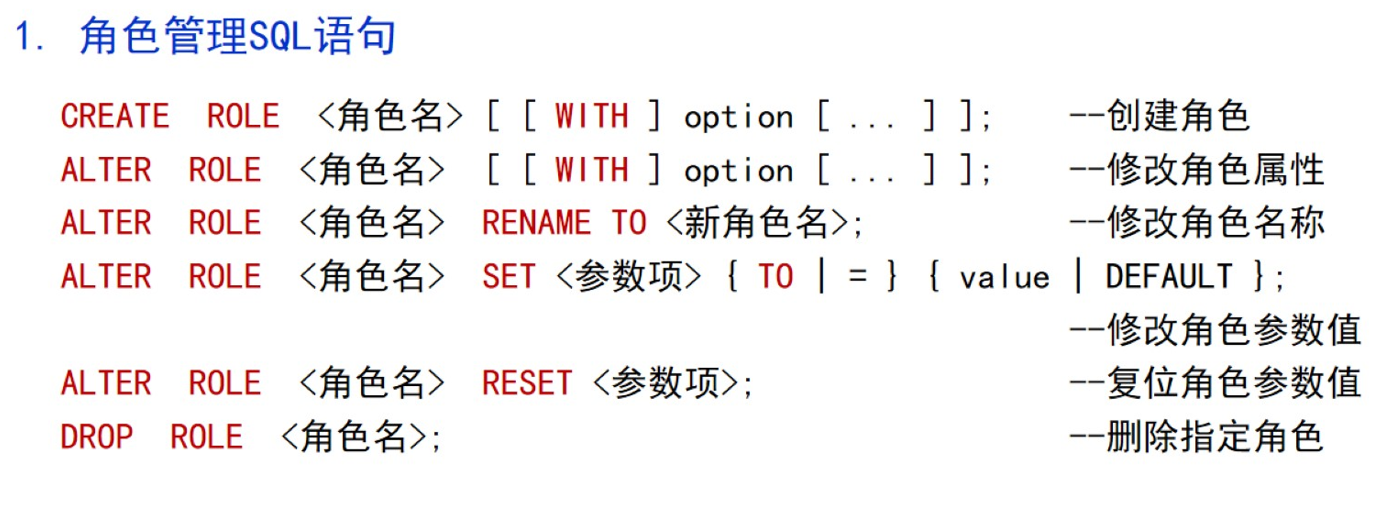 1. 角色管理SQL语句
CREATE ROLE <角色名> [ [ WITH ] option [ ... ] ]; --创建角色
ALTER ROLE <角色名> [ [ WITH ] option [ ... ] ]; --修改角色属性
ALTER ROLE <角色名> RENAME TO <新角色名>; --修改角色名称
ALTER ROLE <角色名> SET <参数项> { TO | = } { value | DEFAULT };
--修改角色参数值
ALTER ROLE <角色名> RESET <参数项>; --复位角色参数值
DROP ROLE <角色名>; --删除指定角色